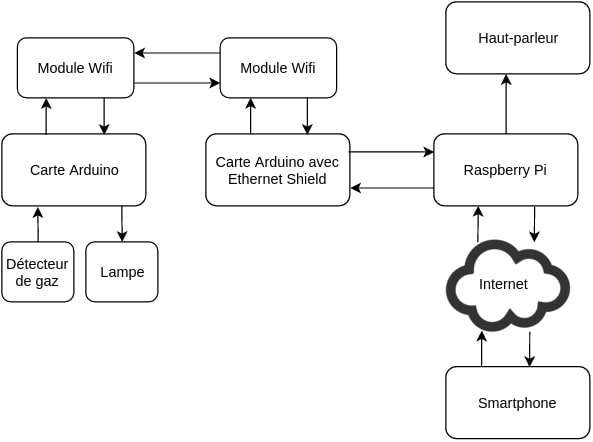 Haut-parleur
Module Wifi
Module Wifi
Carte Arduino
Carte Arduino avec
Ethernet Shield
Raspberry Pi
Détecteur
de gaz
Lampe
Internet
Smartphone